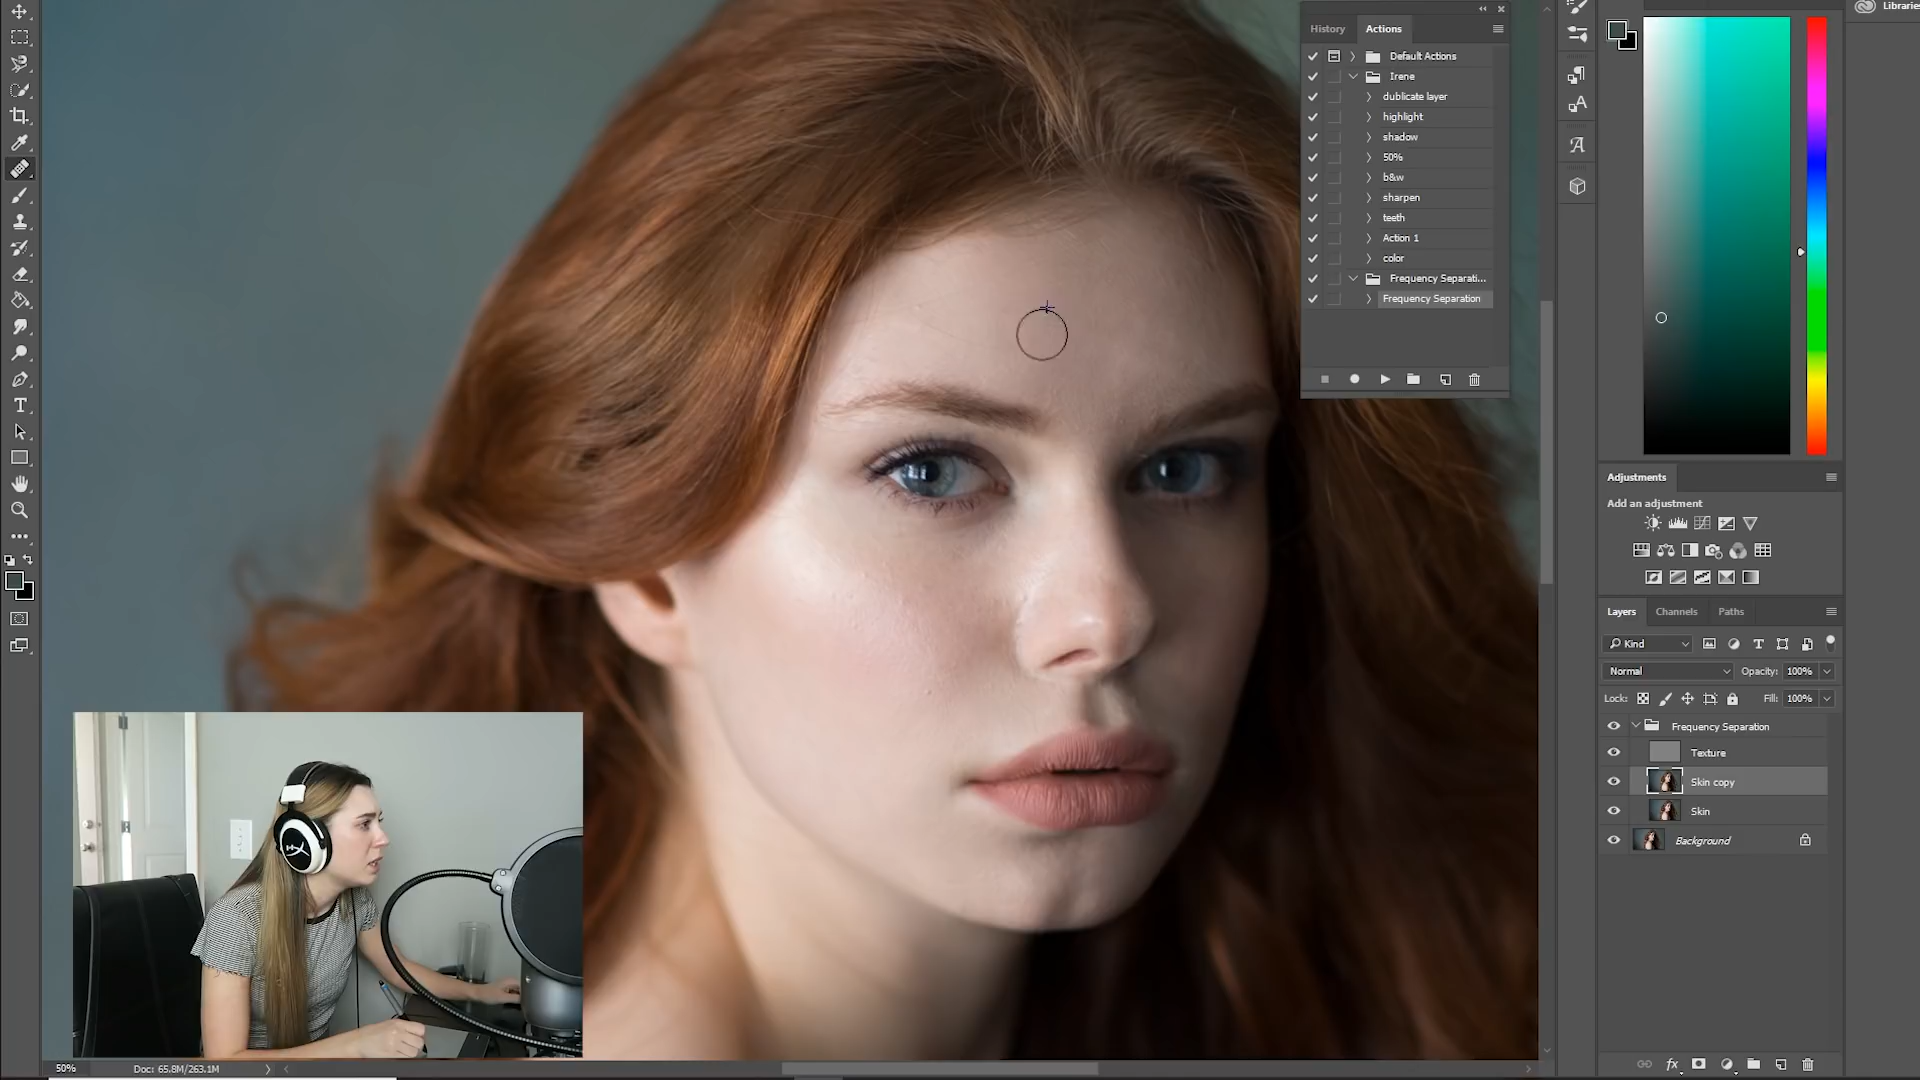 Libraries
History Actions
Default Actions
Irene
dublicate layer
highlight
shadow
50%
b&w
sharpen
teeth
Action 1
color
Frequency Separati...
Frequency Separation
Adjustments
Add an adjustment
Layers Channels Paths
Kind
Normal Opacity: 100%
Lock: Fill: 100%
Frequency Separation
Texture
Skin copy
Skin
Background
fx
50% Doc: 65.8M/263.1M